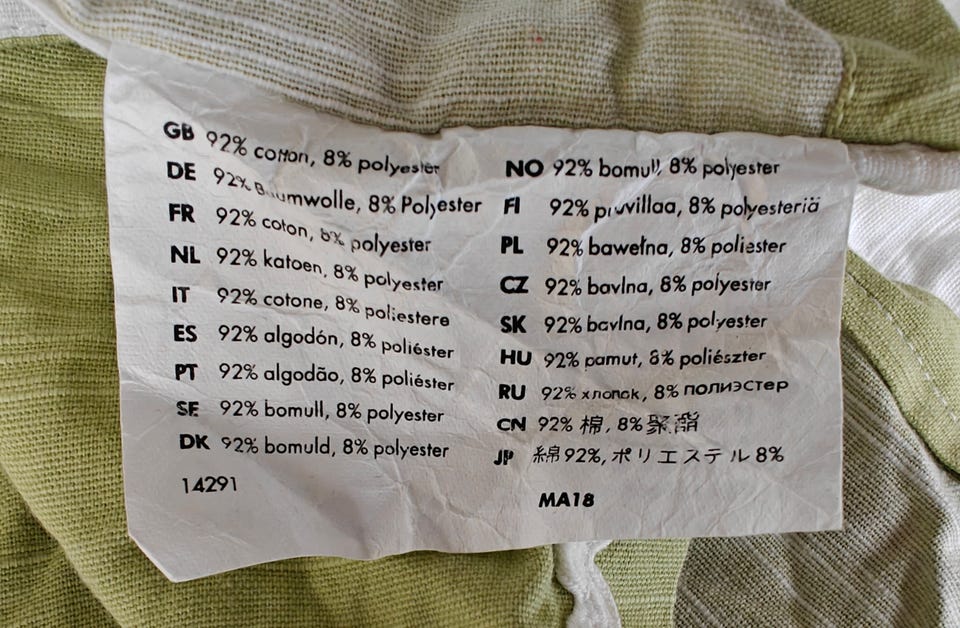 GB 92% cotton, 8% polyester
DE 92% Baumwolle, 8% Polyester
FR 92% coton, 8% polyester
NL 92% katoen, 8% polyester
IT 92% cotone, 8% poliestere
ES 92% algodón, 8% poliéster
PT 92% algodão, 8% poliéster
SE 92% bomull, 8% polyester
DK 92% bomuld, 8% polyester
14291
NO 92% bomull, 8% polyester
FI 92% puuvillaa, 8% polyesteriä
PL 92% bawełna, 8% poliester
CZ 92% bavlna, 8% polyester
SK 92% bavlna, 8% polyester
HU 92% pamut, 8% poliészter
RU 92% хлопок, 8% полиэстер
CN 92% 棉, 8% 聚酯
JP 綿 92%, ポリエステル 8%
MA18